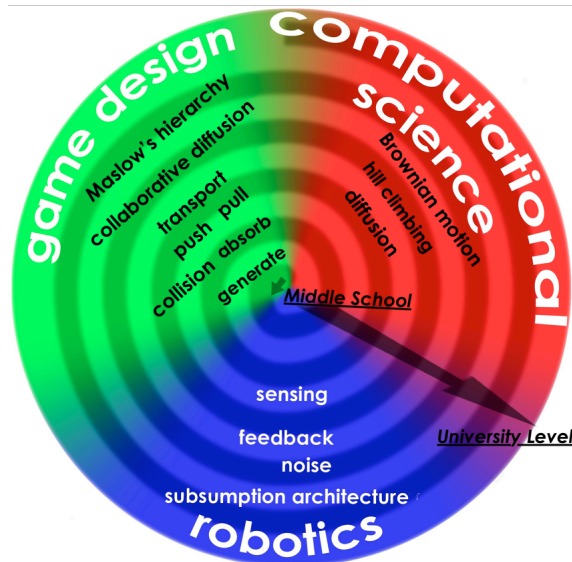 game design
computational
science
Maslow's hierarchy
collaborative diffusion
transport
push pull
collision absorb
generate
Brownian motion
hill climbing
diffusion
Middle School
University Level
sensing
feedback
noise
subsumption architecture
robotics